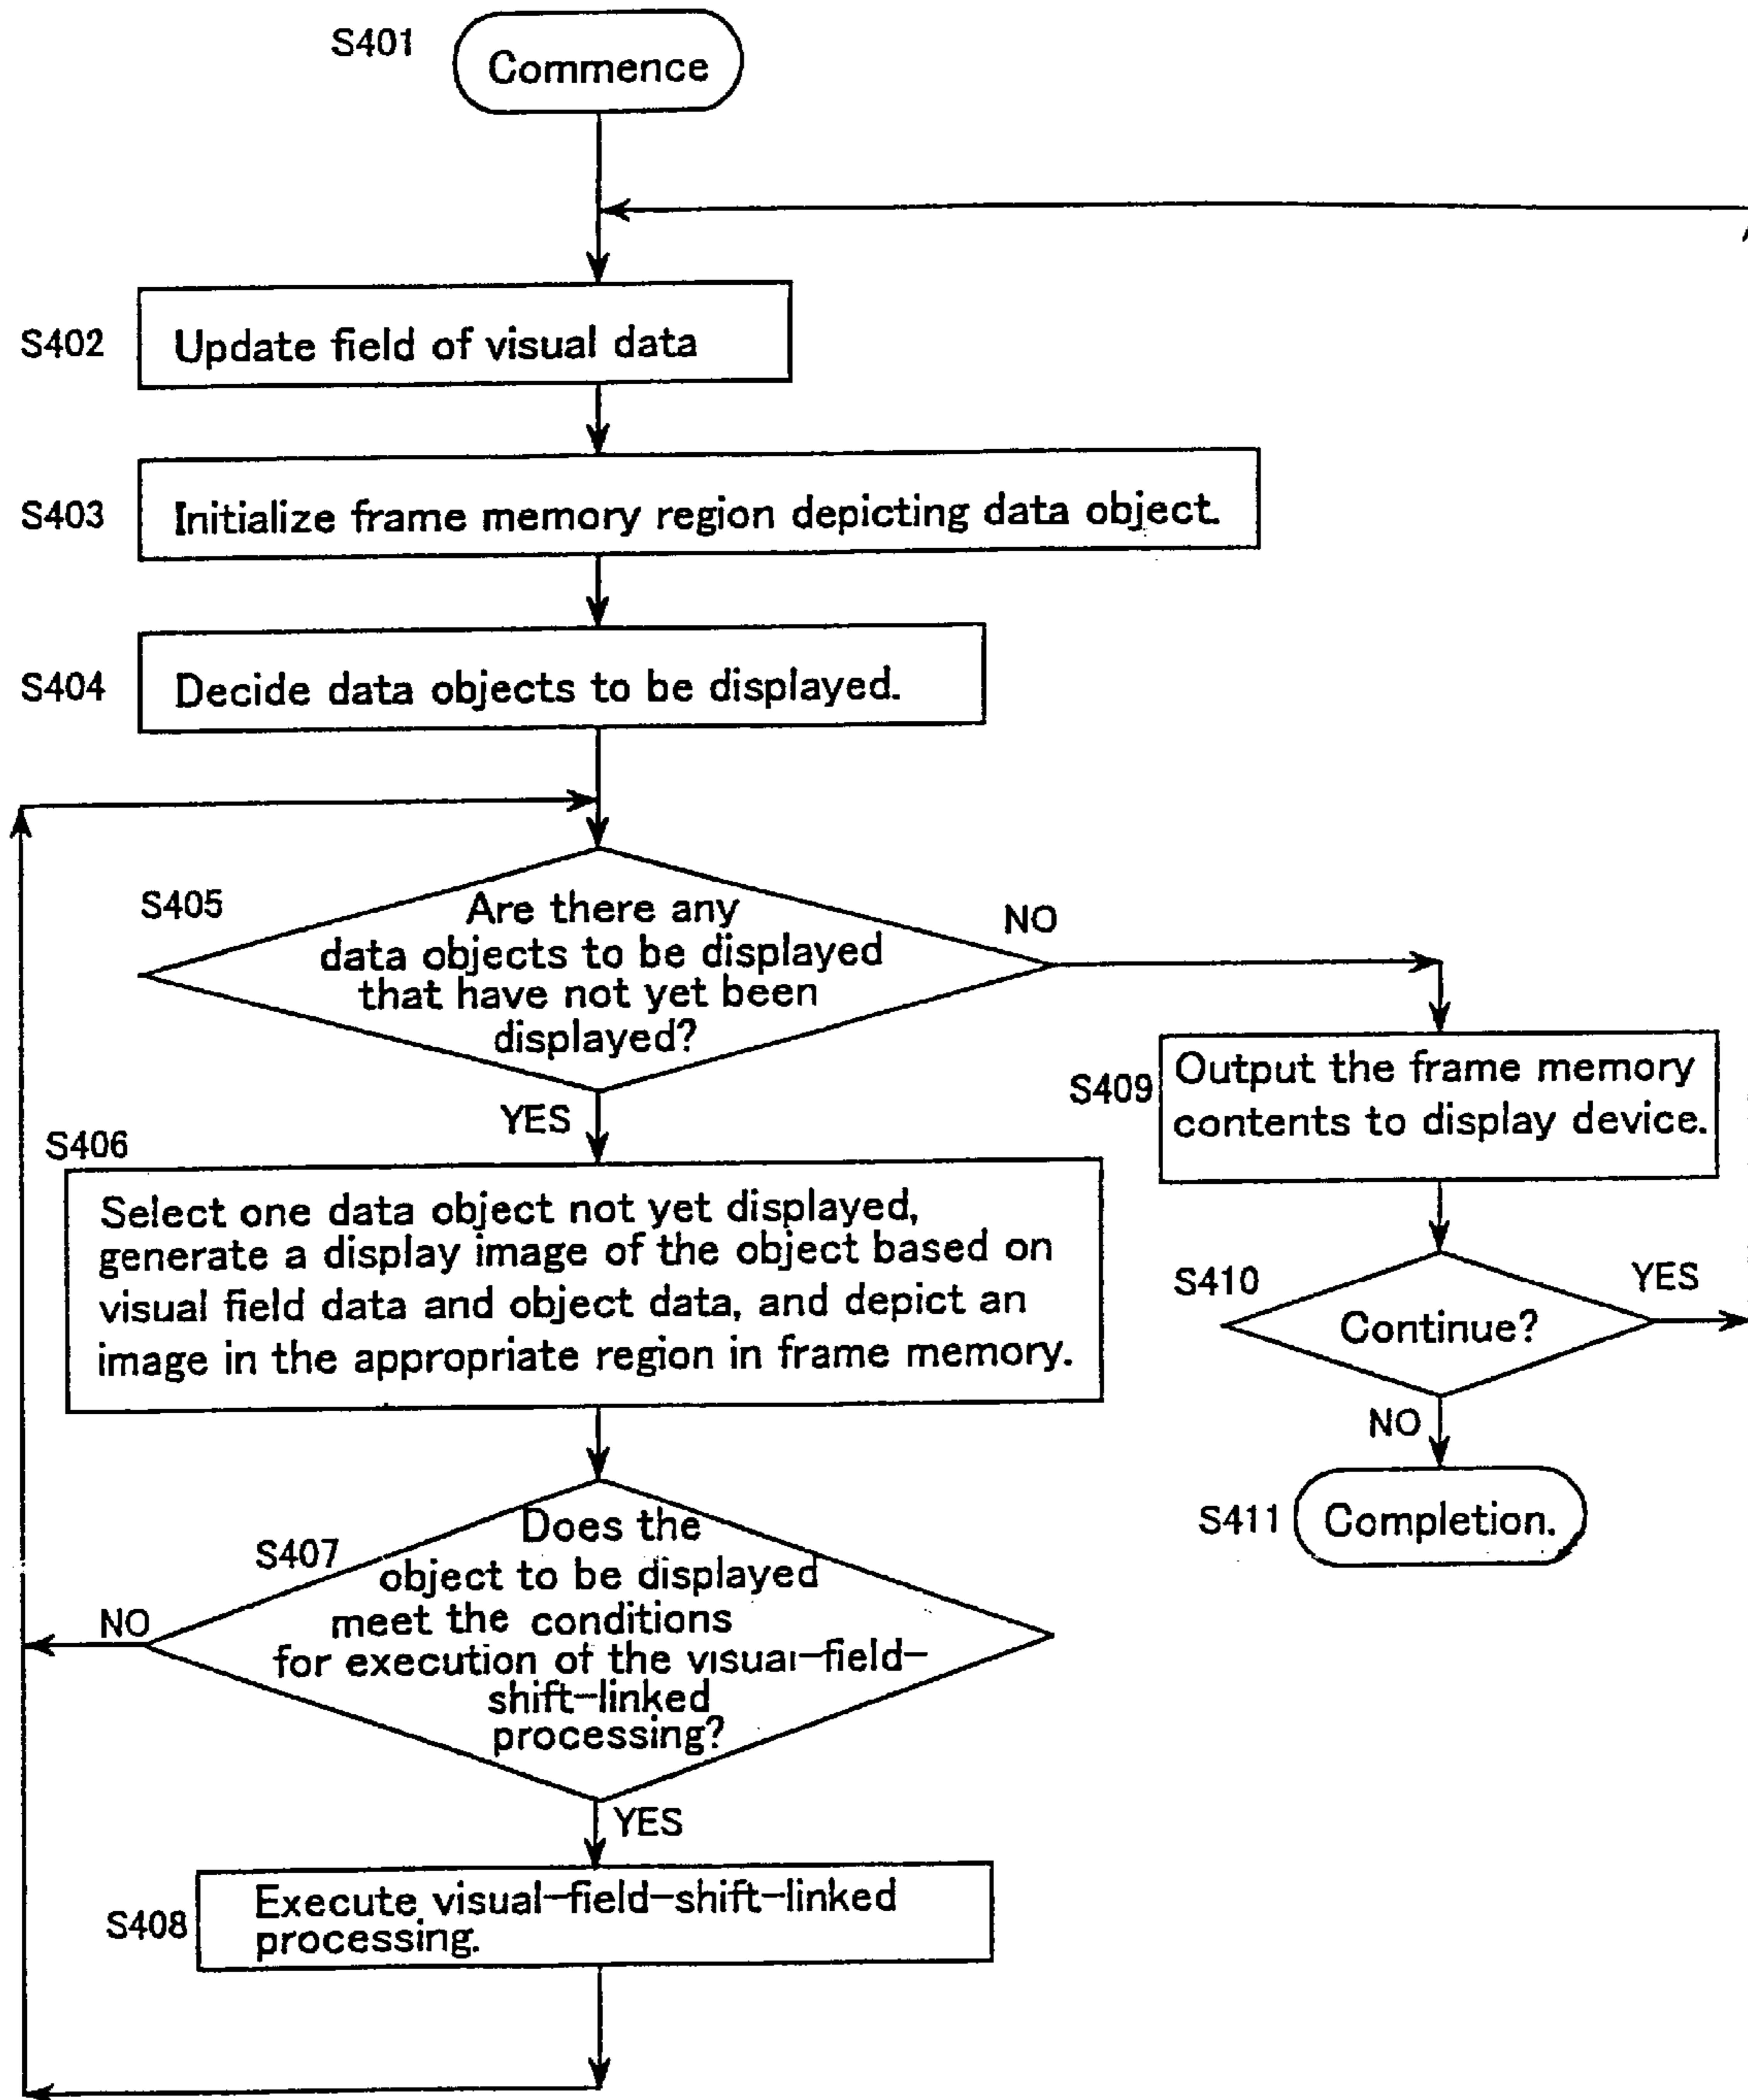 S401
Commence
S402
Update field of visual data
S403
Initialize frame memory region depicting data object.
S404
Decide data objects to be displayed.
S405
Are there any
data objects to be displayed
that have not yet been
displayed?
NO
YES
S406
Select one data object not yet displayed,
generate a display image of the object based on
visual field data and object data, and depict an
image in the appropriate region in frame memory.
S407
Does the
object to be displayed
meet the conditions
for execution of the visual-field-
shift-linked
processing?
NO
YES
S408
Execute visual-field-shift-linked
processing.
S409
Output the frame memory
contents to display device.
S410
Continue?
YES
NO
S411
Completion.